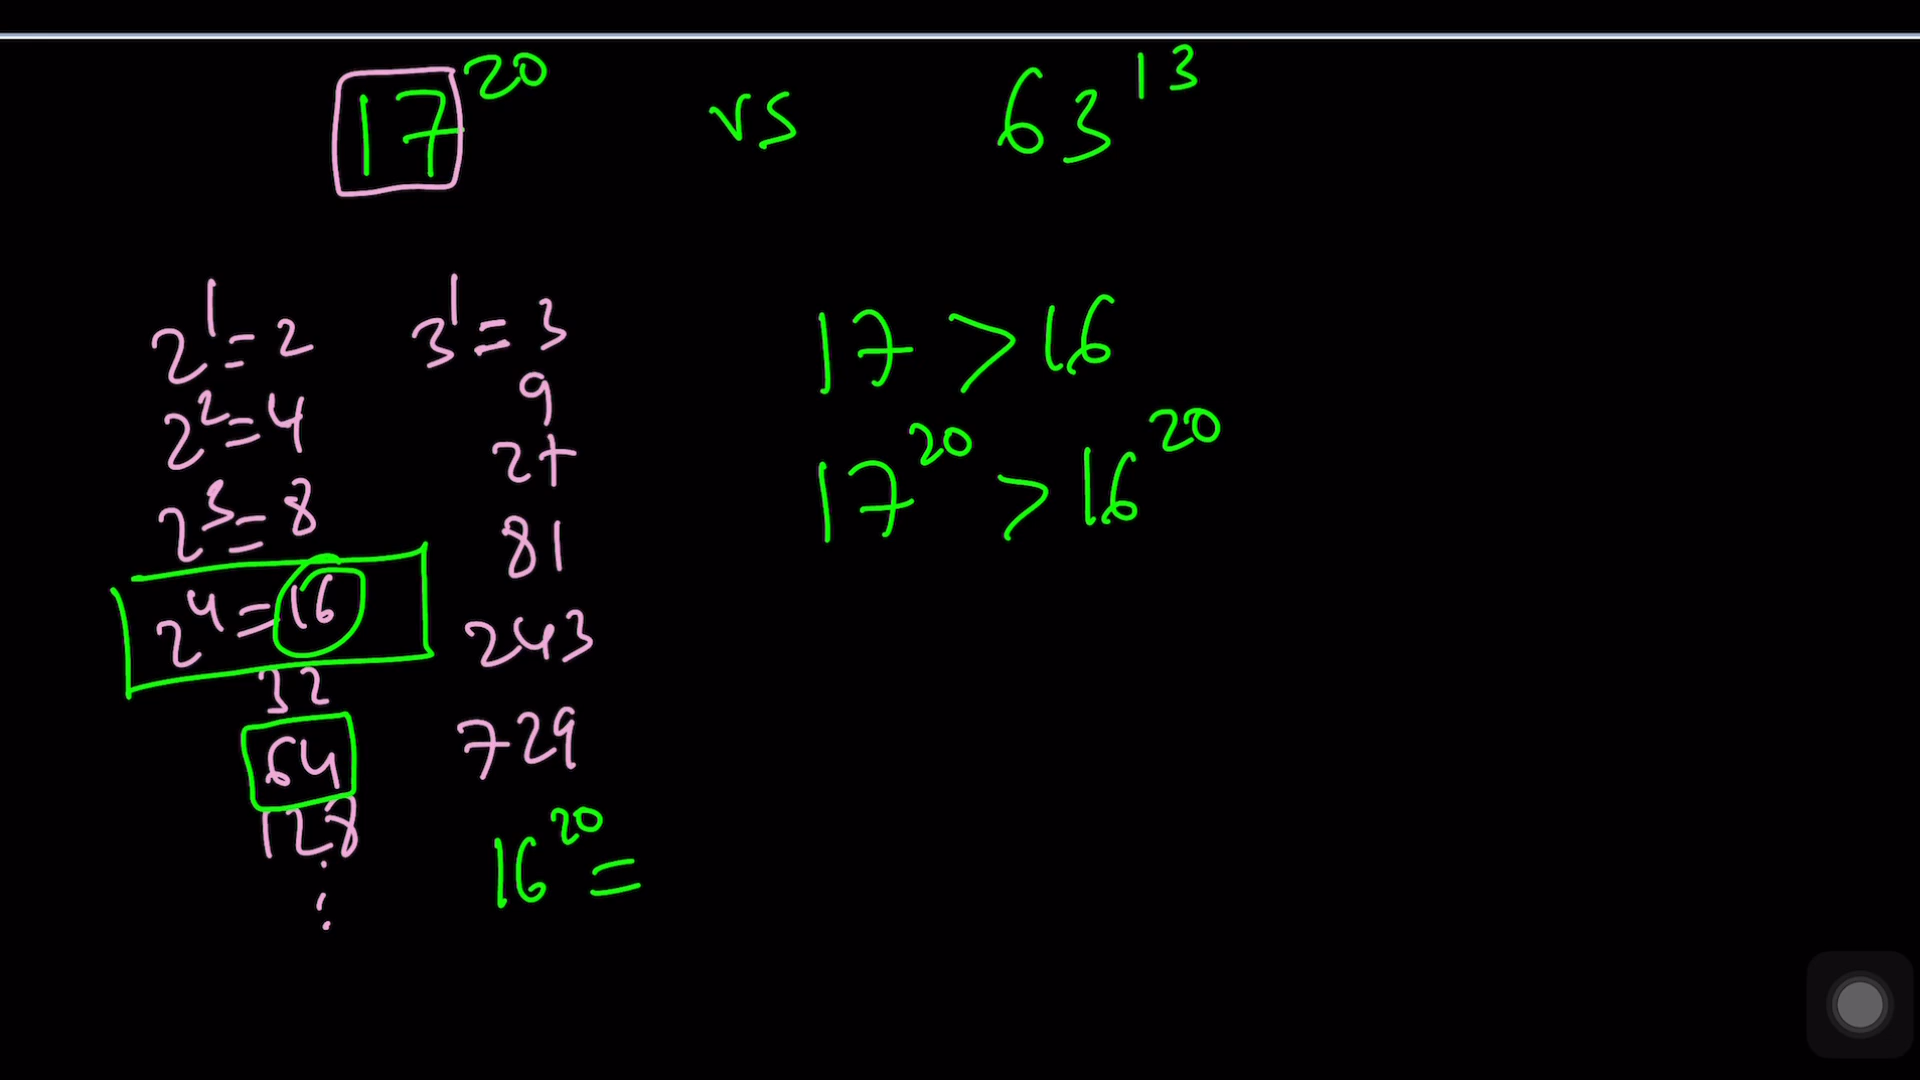 17^20 vs 63^13
2^1 = 2
2^2 = 4
2^3 = 8
2^4 = 16
32
64
128
⋮
3^1 = 3
9
27
81
243
729
16^20 =
17 > 16
17^20 > 16^20